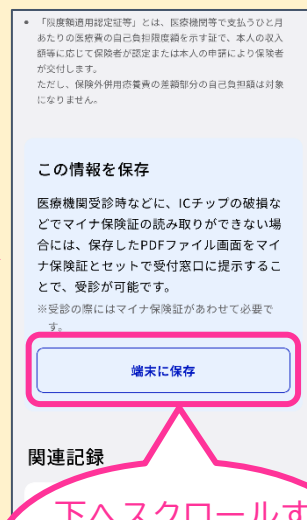 ● 「限度額適用認定証等」とは、医療機関等で支払うひと月
あたりの医療費の自己負担限度額を示す証で、本人の収入
額等に応じて保険者が認定または本人の申請により保険者
が交付します。
ただし、保険外併用療養費の差額部分の自己負担額は対象
になりません。
この情報を保存
医療機関受診時などに、ICチップの破損な
どでマイナ保険証の読み取りができない場
合には、保存したPDFファイル画面をマイ
ナ保険証とセットで受付窓口に提示するこ
とで、受診が可能です。
※受診の際にはマイナ保険証があわせて必要で
す。
端末に保存
関連記録
下へスクロールす